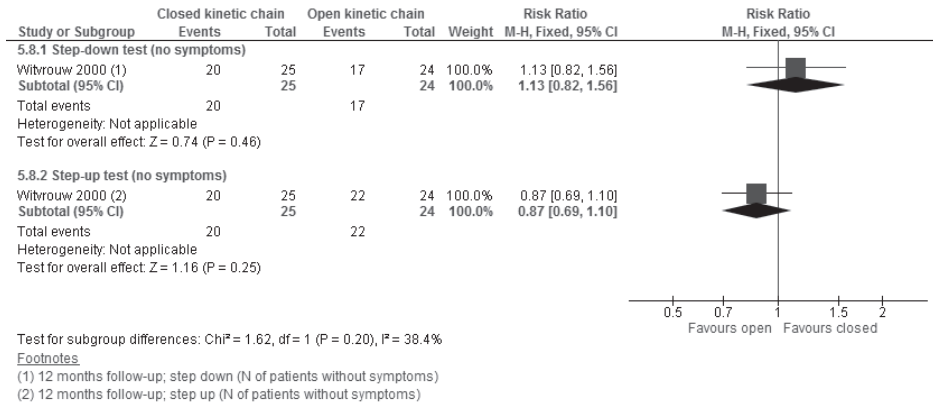 Closed kinetic chain Open kinetic chain Risk Ratio Risk Ratio
Study or Subgroup Events Total Events Total Weight M-H, Fixed, 95% CI M-H, Fixed, 95% CI
5.8.1 Step-down test (no symptoms)
Witvrouw 2000 (1) 20 25 17 24 100.0% 1.13 [0.82, 1.56]
Subtotal (95% CI) 25 24 100.0% 1.13 [0.82, 1.56]
Total events 20 17
Heterogeneity: Not applicable
Test for overall effect: Z = 0.74 (P = 0.46)
5.8.2 Step-up test (no symptoms)
Witvrouw 2000 (2) 20 25 22 24 100.0% 0.87 [0.69, 1.10]
Subtotal (95% CI) 25 24 100.0% 0.87 [0.69, 1.10]
Total events 20 22
Heterogeneity: Not applicable
Test for overall effect: Z = 1.16 (P = 0.25)
0.5 0.7 1 1.5 2
Favours open Favours closed
Test for subgroup differences: Chi² = 1.62, df = 1 (P = 0.20), I² = 38.4%
Footnotes
(1) 12 months follow-up; step down (N of patients without symptoms)
(2) 12 months follow-up; step up (N of patients without symptoms)